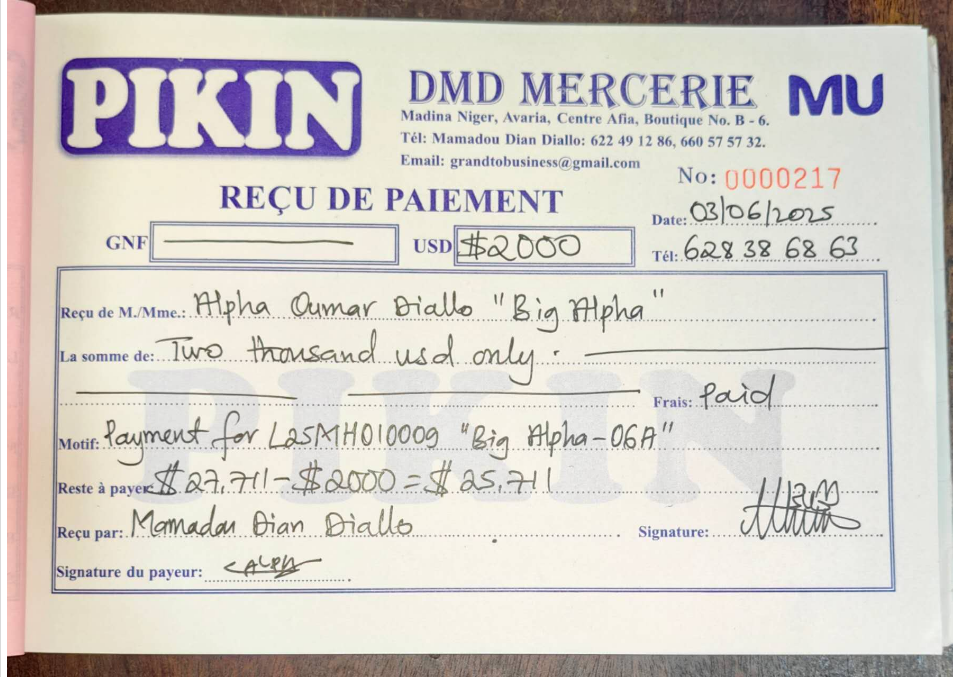 PIKIN
DMD MERCERIE
MU
Madina Niger, Avaria, Centre Afia, Boutique No. B - 6.
Tél: Mamadou Dian Diallo: 622 49 12 86, 660 57 57 32.
Email: grandtobusiness@gmail.com
No: 0000217
REÇU DE PAIEMENT
Date: 03/06/2025
GNF
USD $2000
Tél: 628 38 68 63
Reçu de M./Mme.: Alpha Oumar Diallo "Big Alpha"
La somme de: Two thousand usd only.
PIKIN
Frais: Paid
Motif: Payment for L25MH010009 "Big Alpha-06A"
Reste à payer: $27,711-$2000=$25,711
Reçu par: Mamadou Dian Diallo
Signature:
Signature du payeur: ALPHA